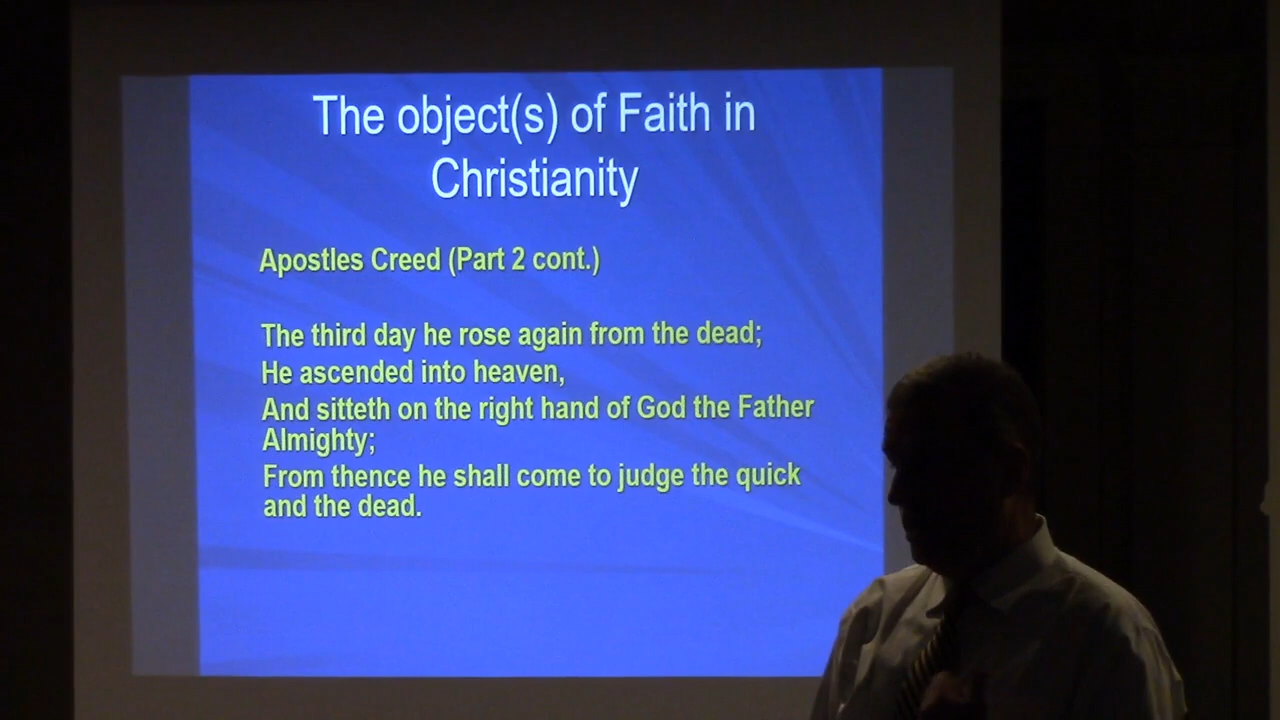 The object(s) of Faith in
Christianity
Apostles Creed (Part 2 cont.)
The third day he rose again from the dead;
He ascended into heaven,
And sitteth on the right hand of God the Father
Almighty;
From thence he shall come to judge the quick
and the dead.